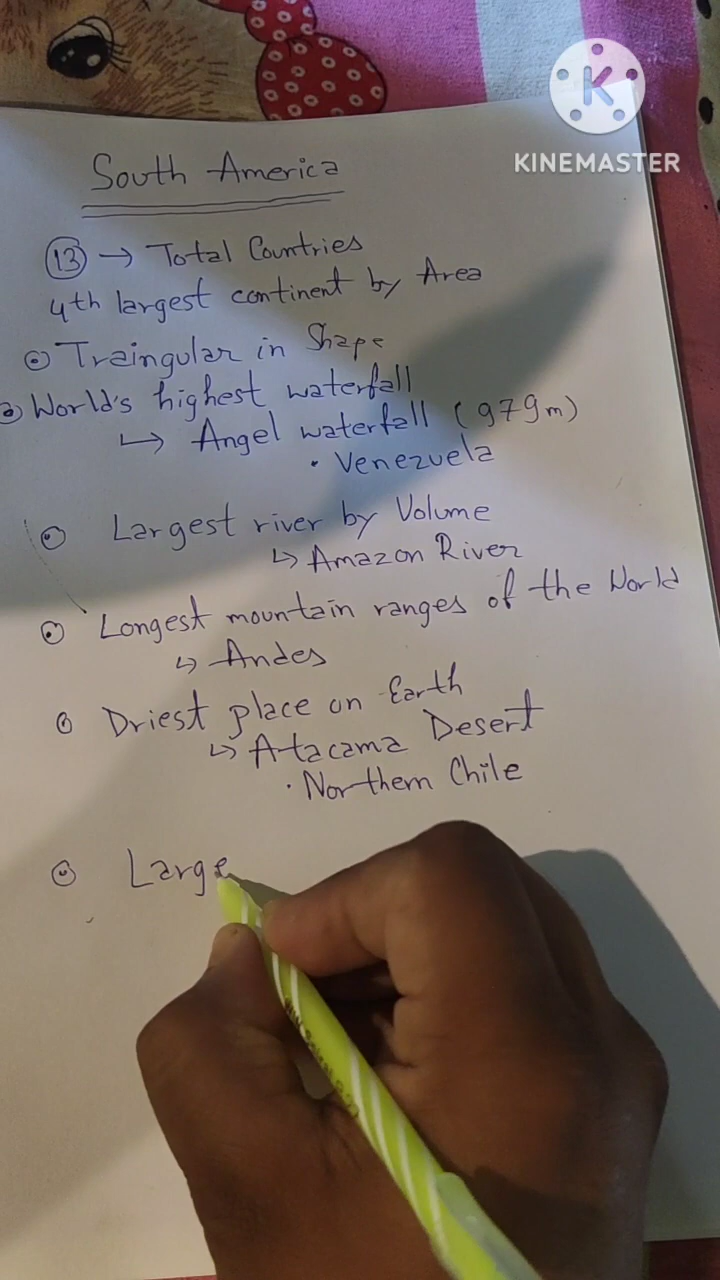 KINEMASTER
South America
13 → Total Countries
4th largest continent by Area
Traingular in Shape
World's highest waterfall
↳ Angel waterfall (979m)
• Venezuela
Largest river by Volume
↳ Amazon River
Longest mountain ranges of the World
↳ Andes
Driest place on Earth
↳ Atacama Desert
• Northern Chile
Large